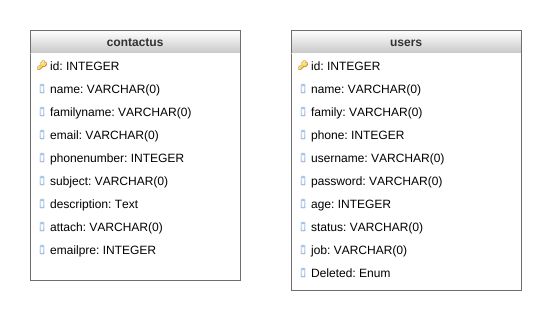 contactus
id: INTEGER
name: VARCHAR(0)
familyname: VARCHAR(0)
email: VARCHAR(0)
phonenumber: INTEGER
subject: VARCHAR(0)
description: Text
attach: VARCHAR(0)
emailpre: INTEGER
users
id: INTEGER
name: VARCHAR(0)
family: VARCHAR(0)
phone: INTEGER
username: VARCHAR(0)
password: VARCHAR(0)
age: INTEGER
status: VARCHAR(0)
job: VARCHAR(0)
Deleted: Enum